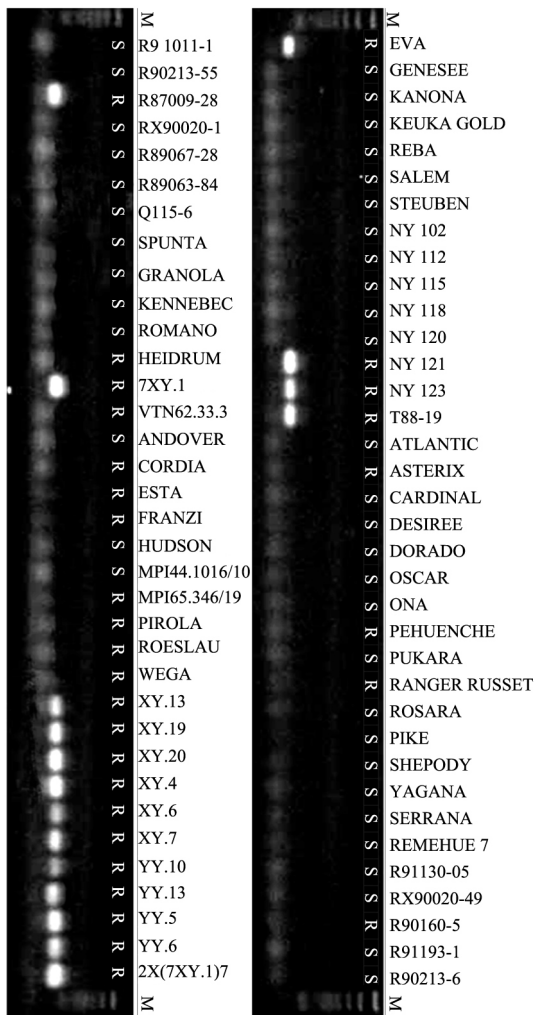 M
S R9 1011-1
S R90213-55
R R87009-28
S RX90020-1
S R89067-28
S R89063-84
S Q115-6
S SPUNTA
S GRANOLA
S KENNEBEC
S ROMANO
R HEIDRUM
R 7XY.1
R VTN62.33.3
S ANDOVER
R CORDIA
R ESTA
R FRANZI
S HUDSON
S MPI44.1016/10
R MPI65.346/19
R PIROLA
R ROESLAU
R WEGA
R XY.13
R XY.19
R XY.20
R XY.4
R XY.6
R XY.7
R YY.10
R YY.13
R YY.5
R YY.6
R 2X(7XY.1)7
M
M
R EVA
S GENESEE
S KANONA
S KEUKA GOLD
S REBA
S SALEM
S STEUBEN
S NY 102
S NY 112
S NY 115
S NY 118
S NY 120
R NY 121
R NY 123
R T88-19
S ATLANTIC
R ASTERIX
S CARDINAL
S DESIREE
S DORADO
S OSCAR
S ONA
R PEHUENCHE
S PUKARA
R RANGER RUSSET
S ROSARA
S PIKE
S SHEPODY
S YAGANA
S SERRANA
S REMEHUE 7
S R91130-05
S RX90020-49
R R90160-5
S R91193-1
S R90213-6
M